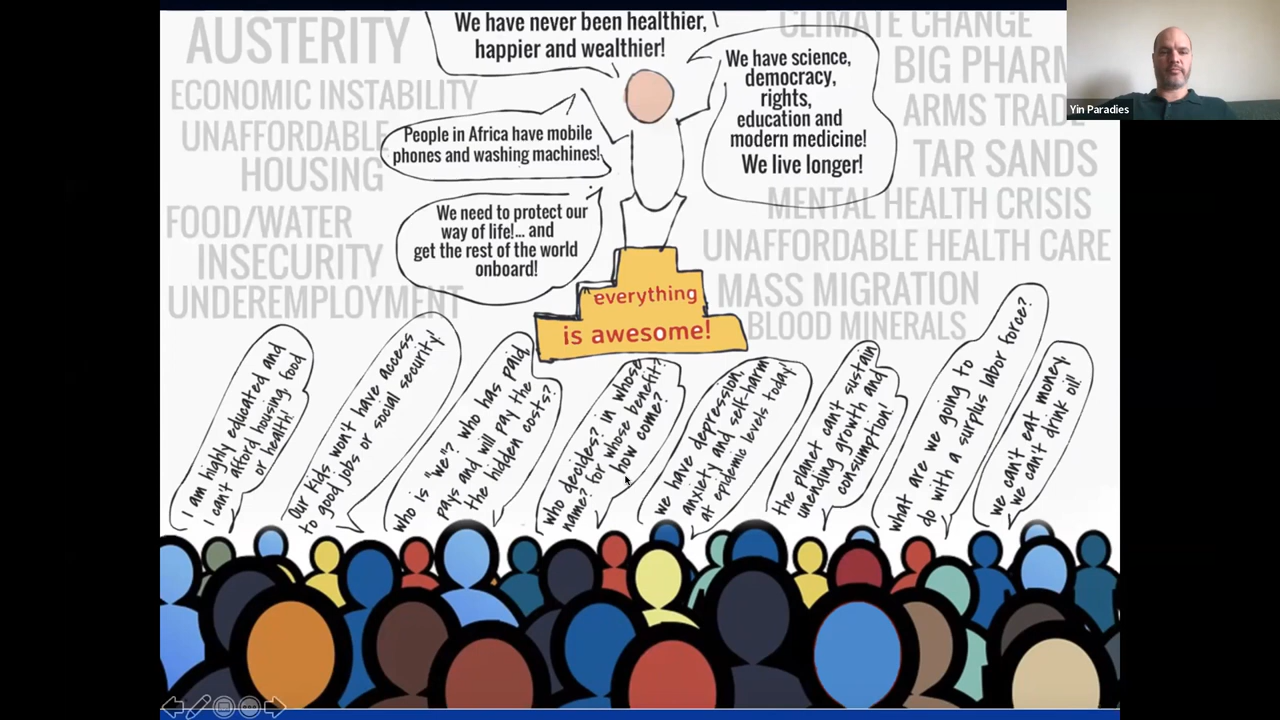 We have never been healthier,
happier and wealthier!
We have science,
democracy,
rights,
education and
modern medicine!
We live longer!
People in Africa have mobile
phones and washing machines!
We need to protect our
way of life!... and
get the rest of the world
onboard!
everything
is awesome!
AUSTERITY
ECONOMIC INSTABILITY
UNAFFORDABLE
HOUSING
FOOD/WATER
INSECURITY
UNDEREMPLOYMENT
CLIMATE CHANGE
BIG PHARM
ARMS TRADE
TAR SANDS
MENTAL HEALTH CRISIS
UNAFFORDABLE HEALTH CARE
MASS MIGRATION
BLOOD MINERALS
Yin Paradies
I am highly educated and
I can't afford housing, food
or health!
Our kids won't have access
to good jobs or social security!
who is "we"? who has paid,
pays and will pay the
the hidden costs?
who decides? in whose
name? for whose benefit?
how come?
we have depression,
anxiety and self-harm
at epidemic levels today!
the planet can't sustain
unending growth and
consumption!
what are we going to
do with a surplus labor force?
we can't eat money
we can't drink oil!